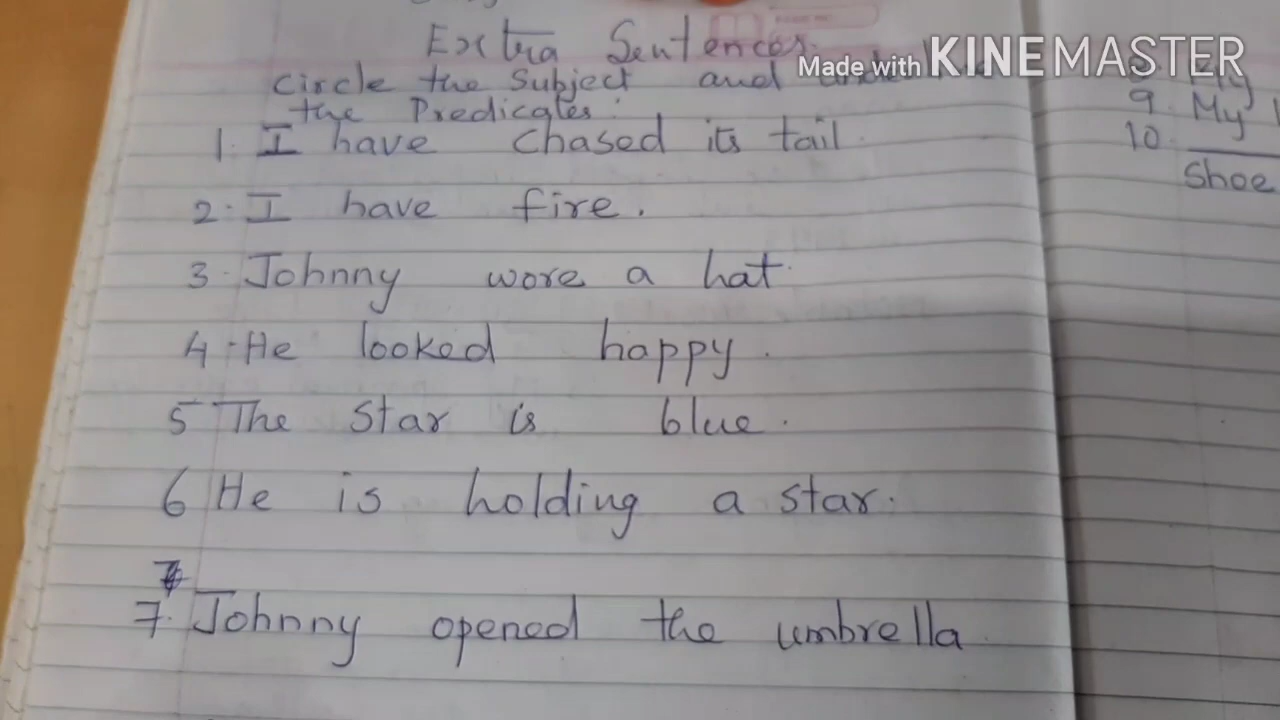 Extra Sentences.
Made with KINEMASTER
Circle the Subject and
the Predicates:
1. I have chased its tail.
2. I have fire.
3. Johnny wore a hat.
4. He looked happy.
5 The star is blue.
6 He is holding a star.
7. Johnny opened the umbrella.
9 My
10.
Shoe